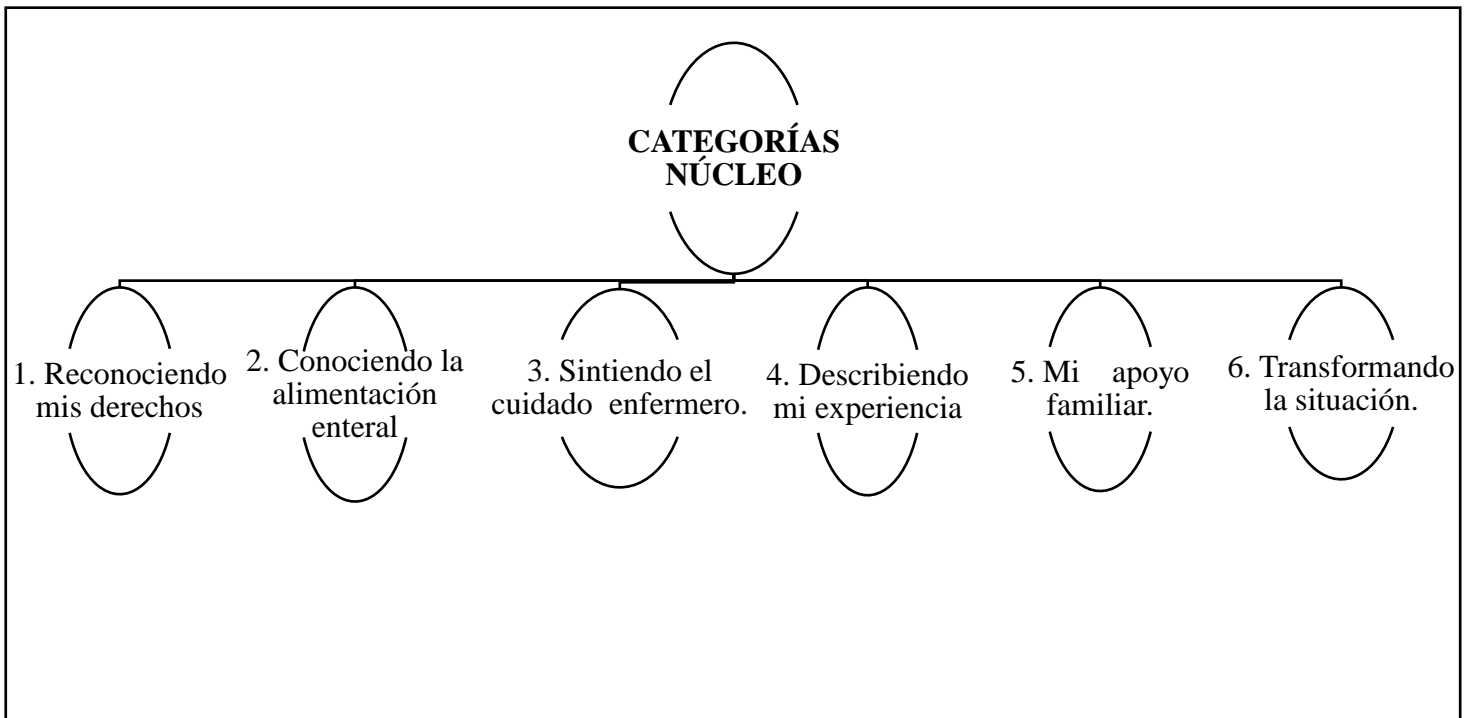 CATEGORÍAS
NÚCLEO
1. Reconociendo
mis derechos
2. Conociendo la
alimentación
enteral
3. Sintiendo el
cuidado enfermero.
4. Describiendo
mi experiencia
5. Mi apoyo
familiar.
6. Transformando
la situación.